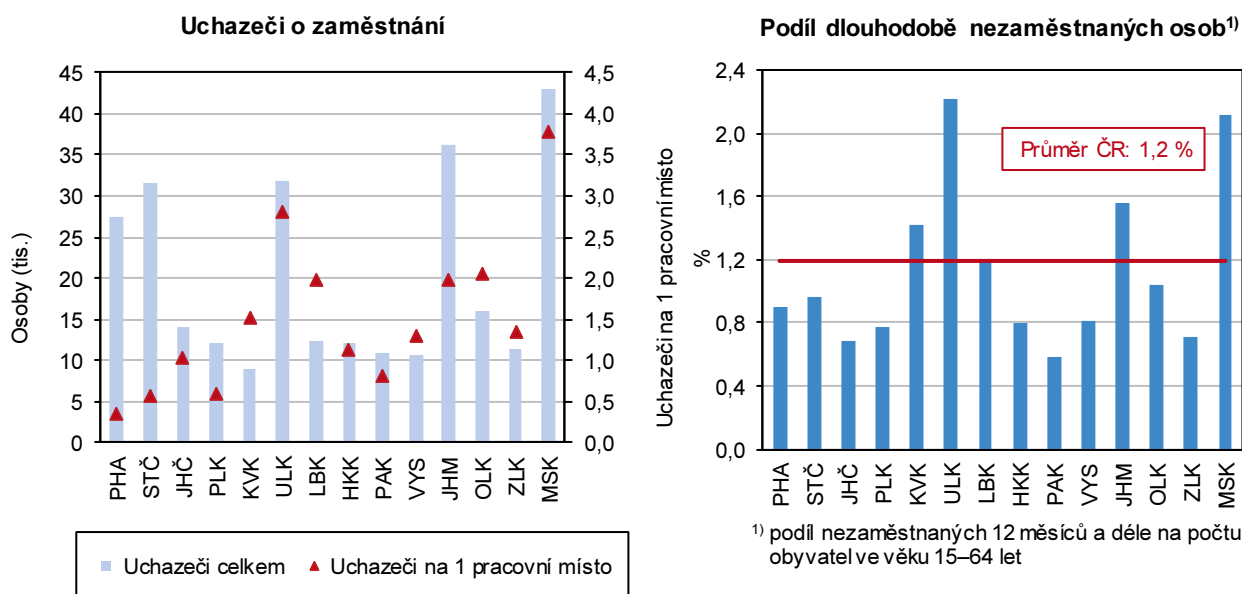 Uchazeči o zaměstnání
Osoby (tis.)
45
40
35
30
25
20
15
10
5
0
4,5
4,0
3,5
3,0
2,5
2,0
1,5
1,0
0,5
0,0
Uchazeči na 1 pracovní místo
PHA
STČ
JHČ
PLK
KVK
ULK
LBK
HKK
PAK
VYS
JHM
OLK
ZLK
MSK
Uchazeči celkem
Uchazeči na 1 pracovní místo
Podíl dlouhodobě nezaměstnaných osob¹⁾
%
2,4
2,0
1,6
1,2
0,8
0,4
0,0
Průměr ČR: 1,2 %
PHA
STČ
JHČ
PLK
KVK
ULK
LBK
HKK
PAK
VYS
JHM
OLK
ZLK
MSK
¹⁾ podíl nezaměstnaných 12 měsíců a déle na počtu
obyvatel ve věku 15–64 let